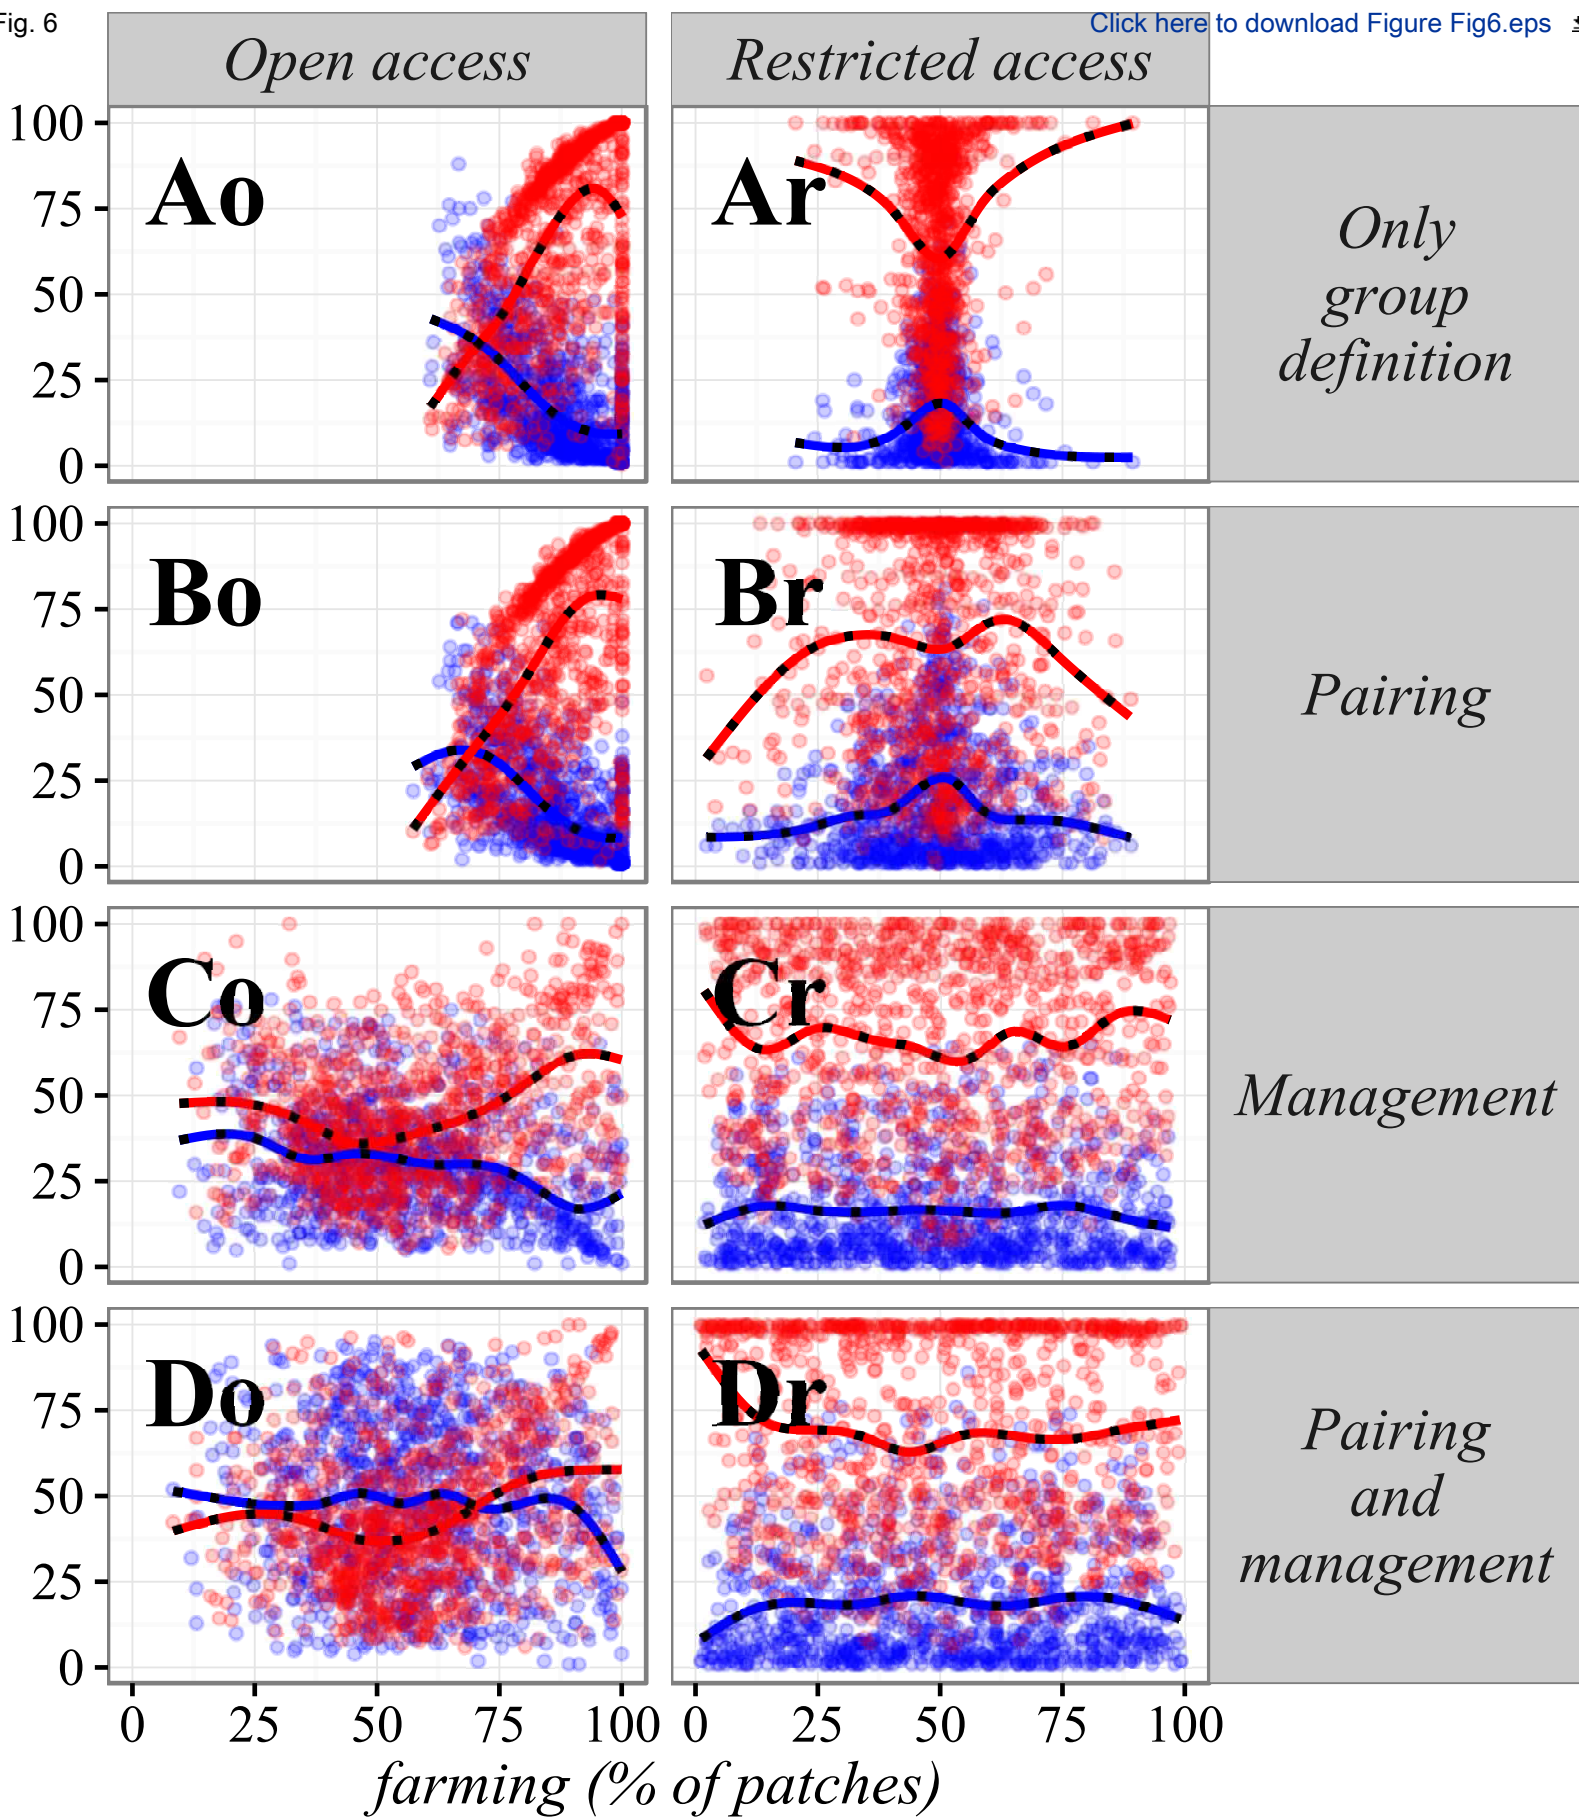 Fig. 6
Click here to download Figure Fig6.eps
Open access
Restricted access
100
75
50
25
0
Ao
Ar
Only
group
definition
100
75
50
25
0
Bo
Br
Pairing
100
75
50
25
0
Co
Cr
Management
100
75
50
25
0
Do
Dr
Pairing
and
management
0 25 50 75 100 0 25 50 75 100
farming (% of patches)